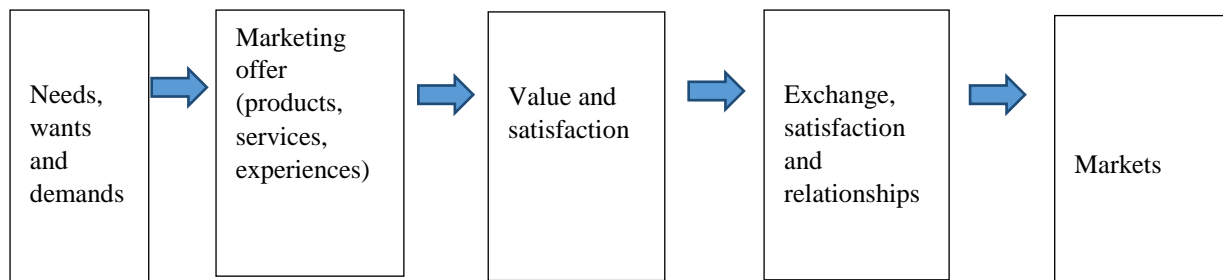 Needs,
wants
and
demands
Marketing
offer
(products,
services,
experiences)
Value and
satisfaction
Exchange,
satisfaction
and
relationships
Markets